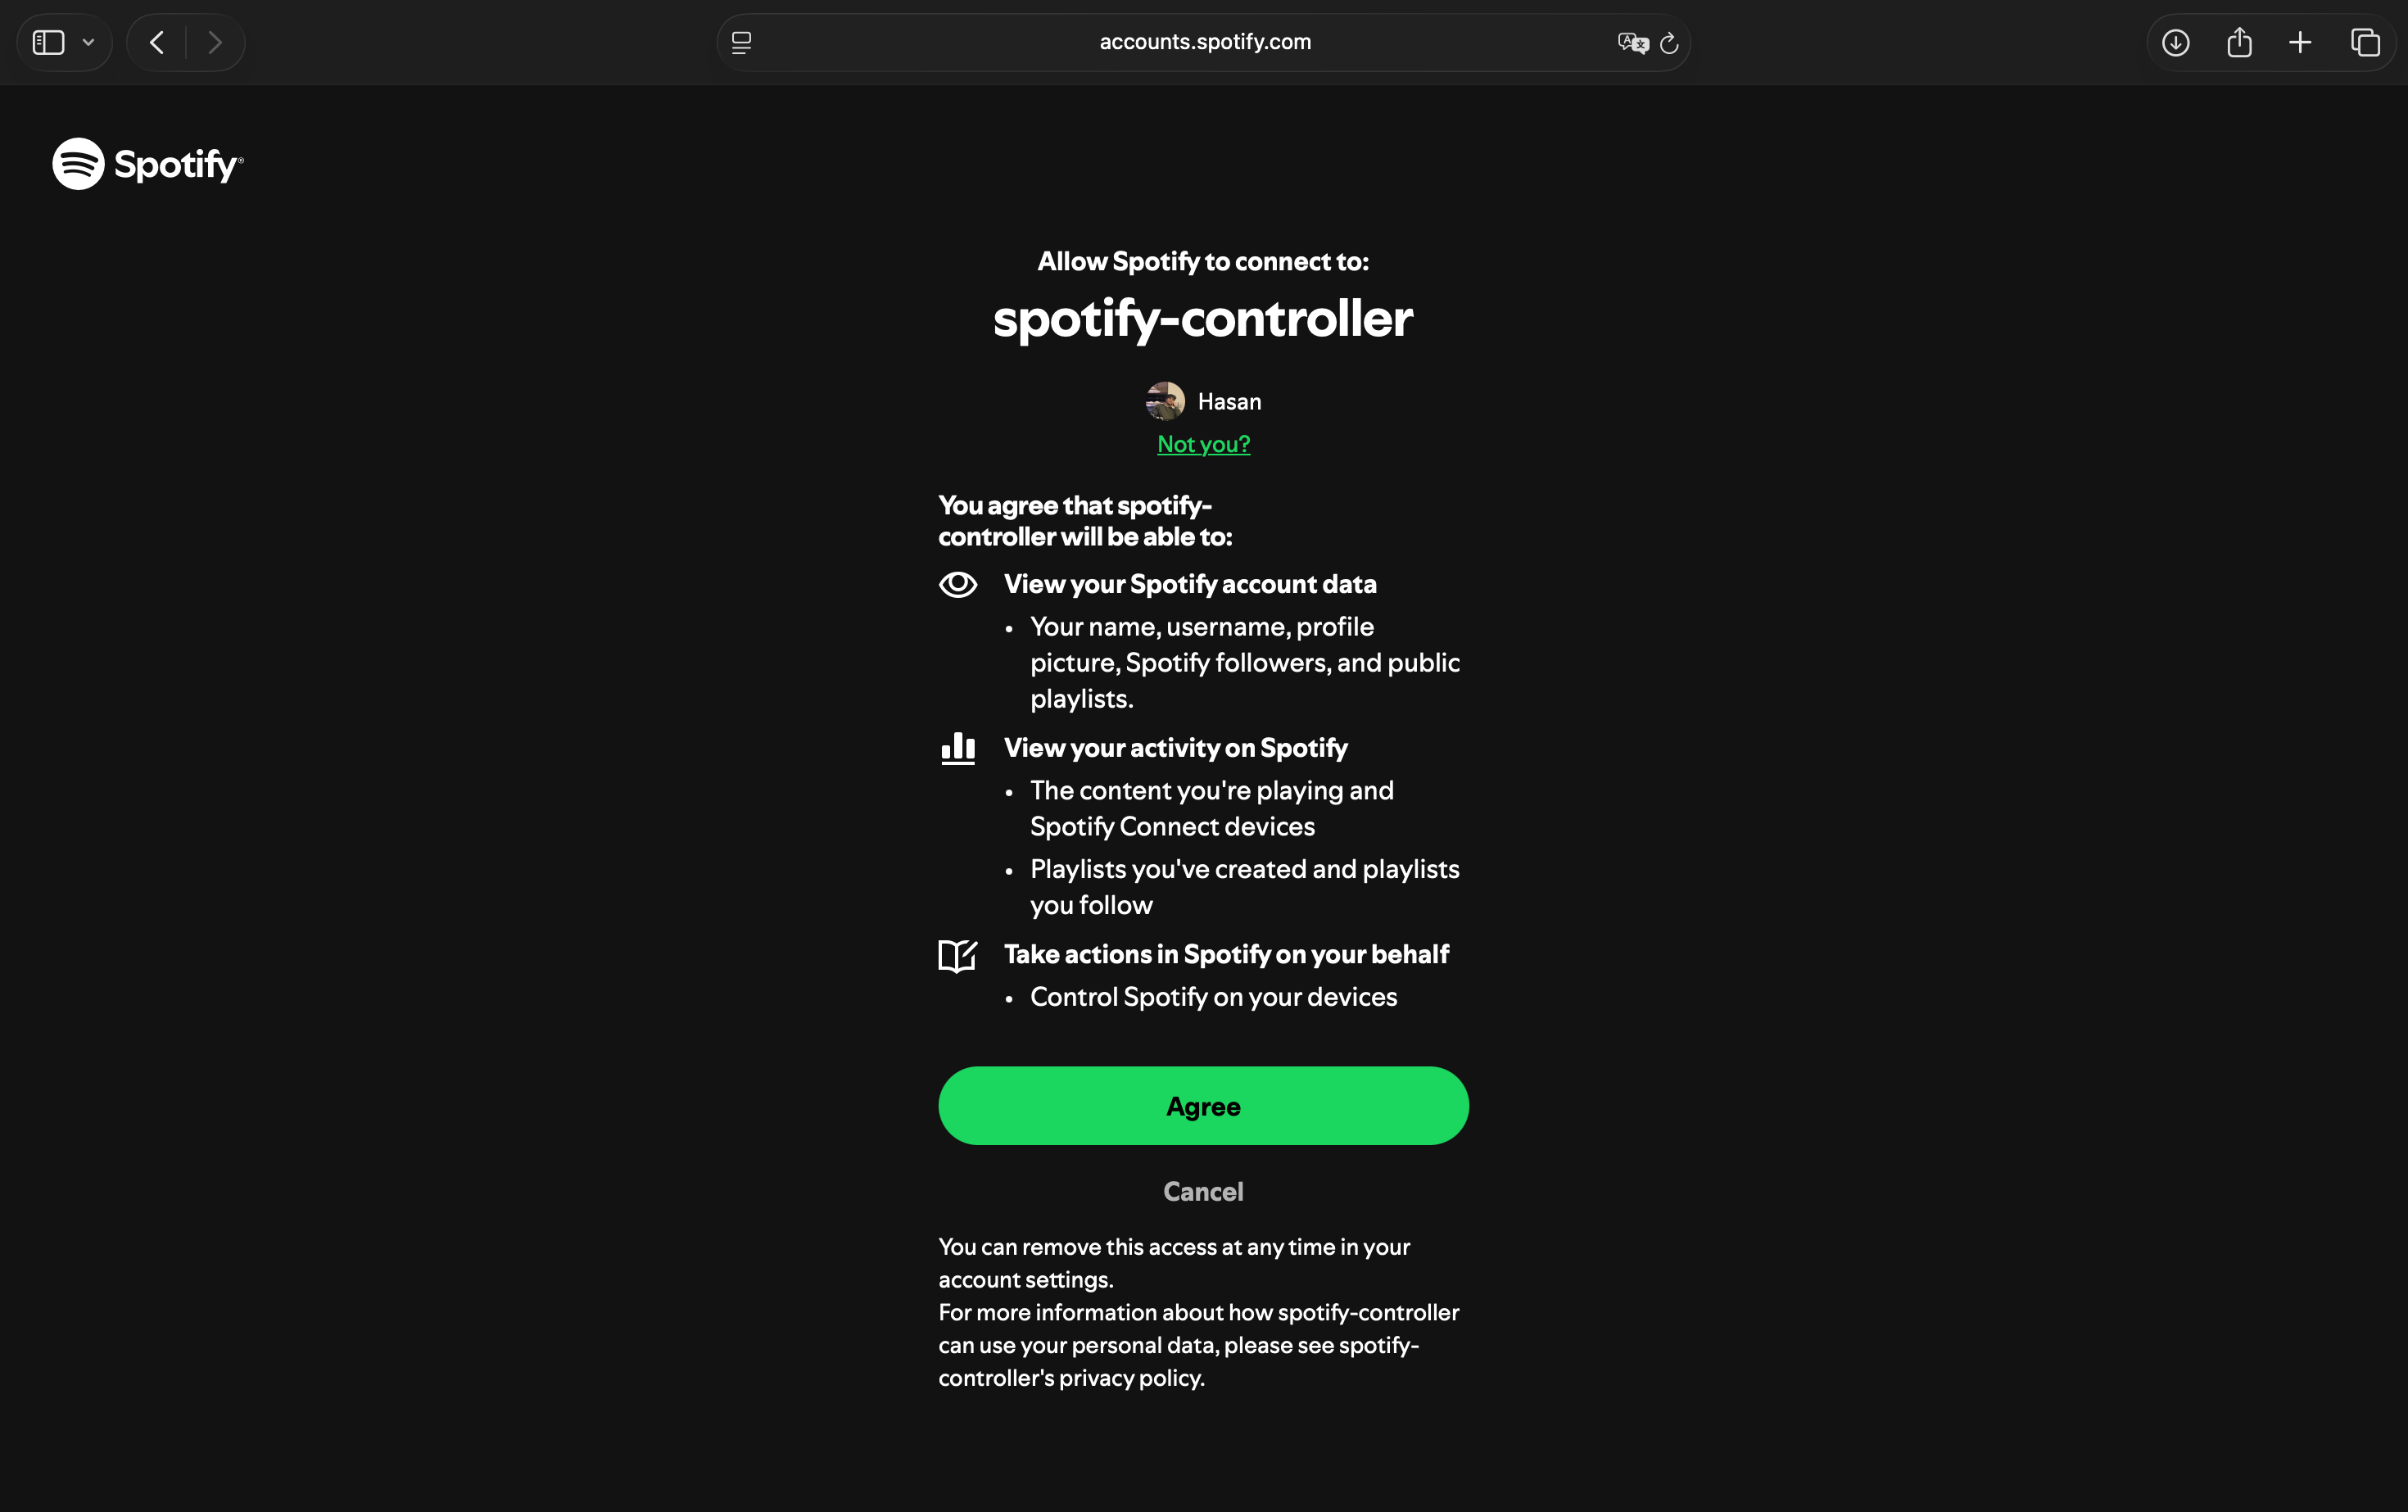 accounts.spotify.com
Spotify®
Allow Spotify to connect to:
spotify-controller
Hasan
Not you?
You agree that spotify-
controller will be able to:
View your Spotify account data
• Your name, username, profile
picture, Spotify followers, and public
playlists.
View your activity on Spotify
• The content you're playing and
Spotify Connect devices
• Playlists you've created and playlists
you follow
Take actions in Spotify on your behalf
• Control Spotify on your devices
Agree
Cancel
You can remove this access at any time in your
account settings.
For more information about how spotify-controller
can use your personal data, please see spotify-
controller's privacy policy.